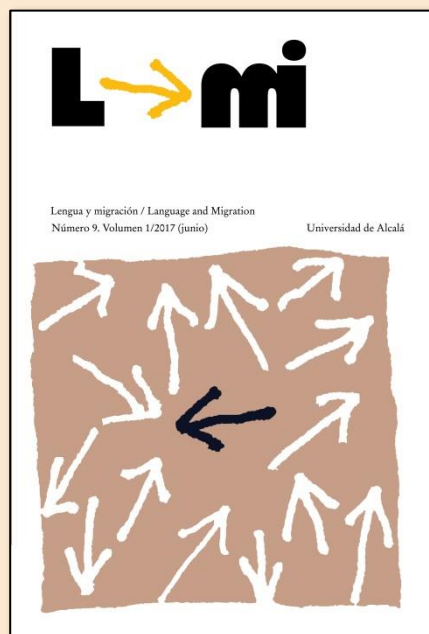 L→mi
Lengua y migración / Language and Migration
Número 9. Volumen 1/2017 (junio)
Universidad de Alcalá